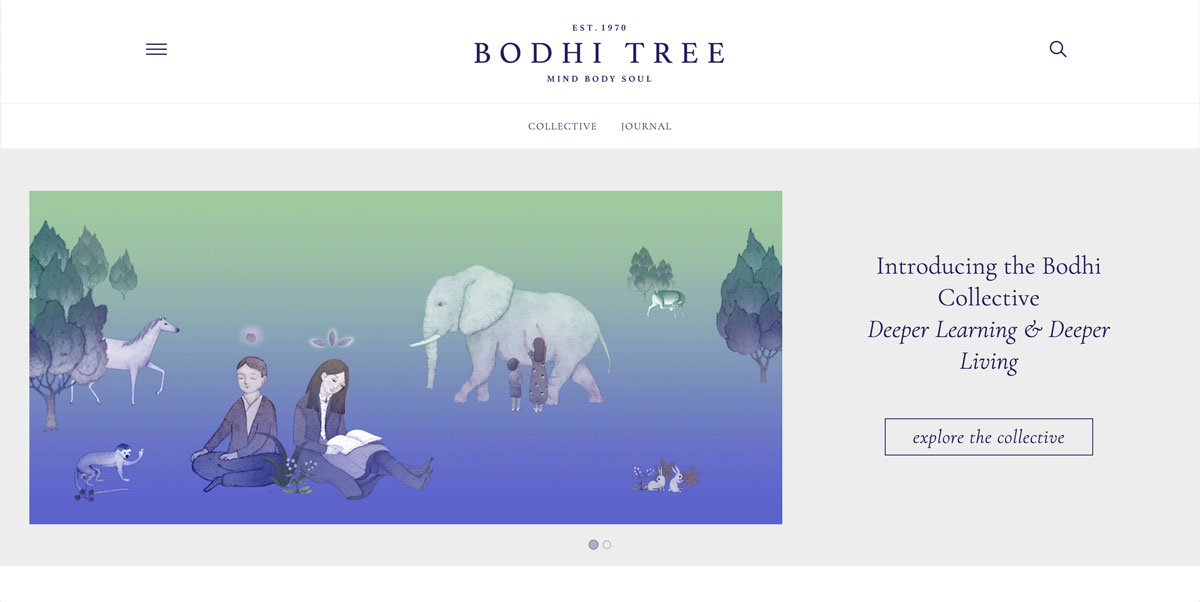 EST. 1970
BODHI TREE
MIND BODY SOUL
COLLECTIVE JOURNAL
Introducing the Bodhi
Collective
Deeper Learning & Deeper
Living
explore the collective